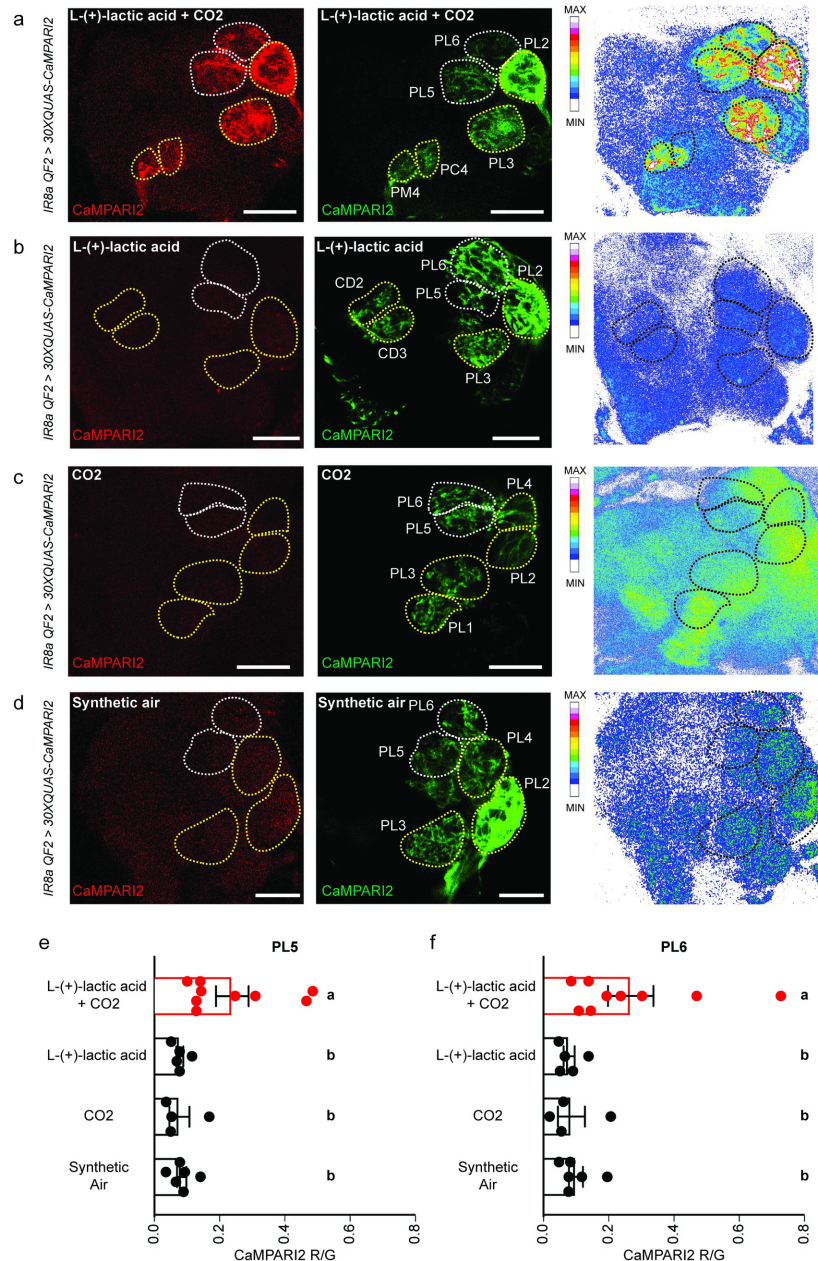 a
L-(+)-lactic acid + CO2
L-(+)-lactic acid + CO2
IR8a QF2 > 30XQUAS-CaMPARI2
CaMPARI2
PL6
PL2
PL5
PL3
PC4
PM4
CaMPARI2
MAX
MIN
b
L-(+)-lactic acid
L-(+)-lactic acid
IR8a QF2 > 30XQUAS-CaMPARI2
CaMPARI2
PL6
PL2
CD2
PL5
CD3
PL3
CaMPARI2
MAX
MIN
c
CO2
CO2
IR8a QF2 > 30XQUAS-CaMPARI2
CaMPARI2
PL4
PL6
PL5
PL3
PL2
PL1
CaMPARI2
MAX
MIN
d
Synthetic air
Synthetic air
IR8a QF2 > 30XQUAS-CaMPARI2
CaMPARI2
PL6
PL4
PL5
PL2
PL3
CaMPARI2
MAX
MIN
e
PL5
L-(+)-lactic acid
+ CO2
a
L-(+)-lactic acid
b
CO2
b
Synthetic
Air
b
0.0
0.2
0.4
0.6
0.8
CaMPARI2 R/G
f
PL6
L-(+)-lactic acid
+ CO2
a
L-(+)-lactic acid
b
CO2
b
Synthetic
Air
b
0.0
0.2
0.4
0.6
0.8
CaMPARI2 R/G